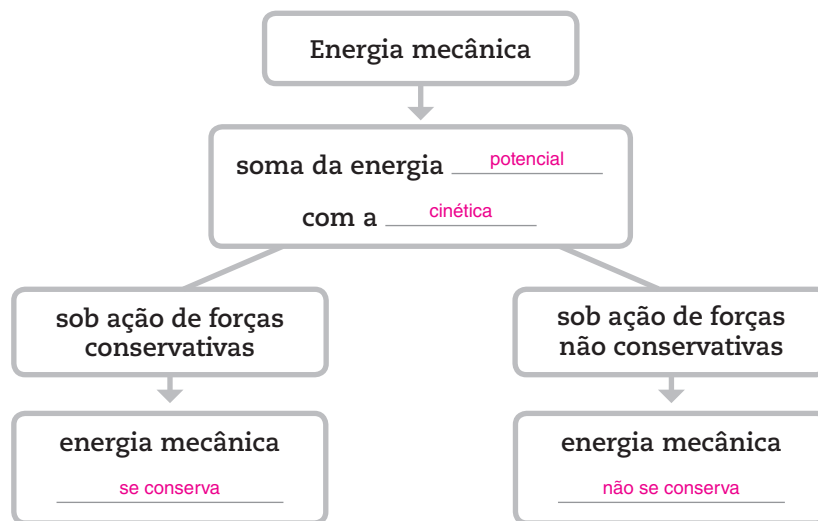 Energia mecânica
soma da energia potencial
com a cinética
sob ação de forças
conservativas
sob ação de forças
não conservativas
energia mecânica
se conserva
energia mecânica
não se conserva